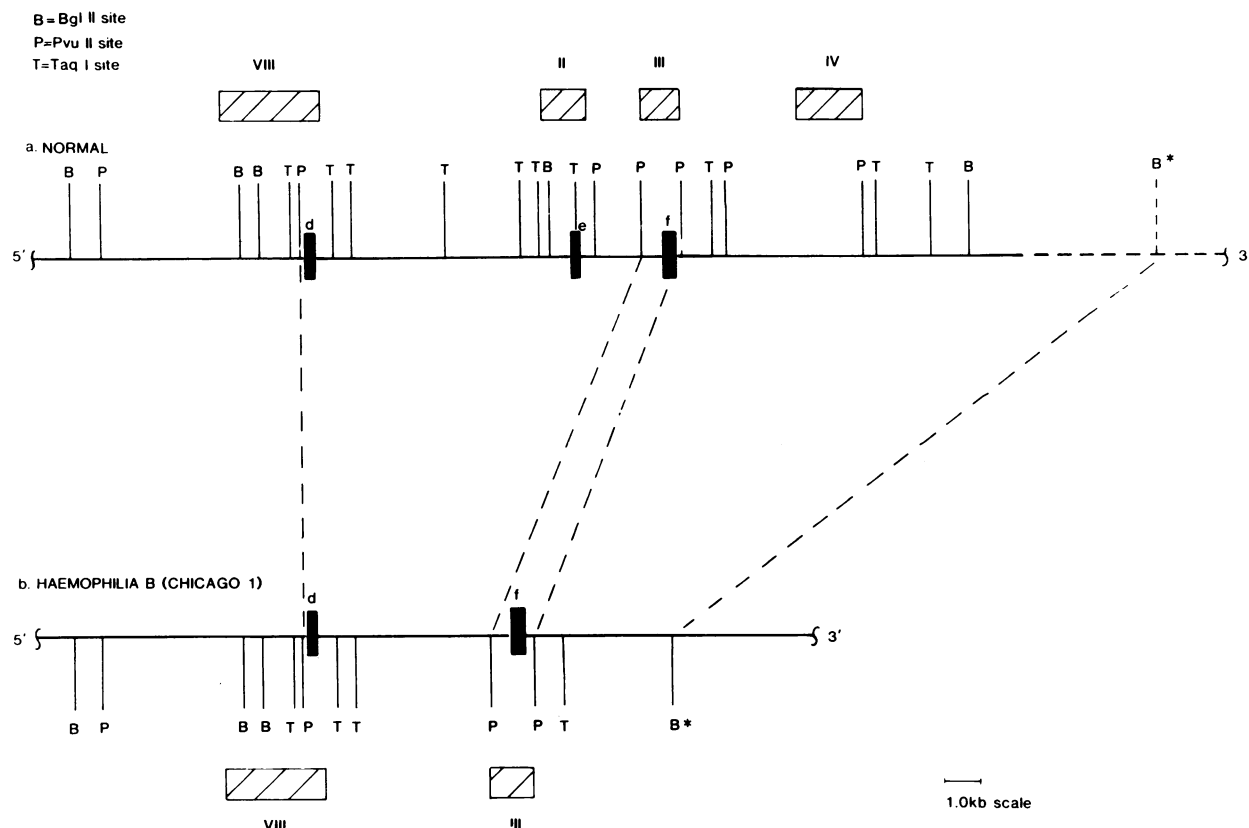 B = Bgl II site
P=Pvu II site
T=Taq I site
VIII II III IV
a. NORMAL
B P B B T P T T T T T B T P P P T P P T T B B*
d e f
5' 3
b. HAEMOPHILIA B (CHICAGO 1)
d f
5' 3'
B P B B T P T T P P T B*
VIII III
1.0kb scale